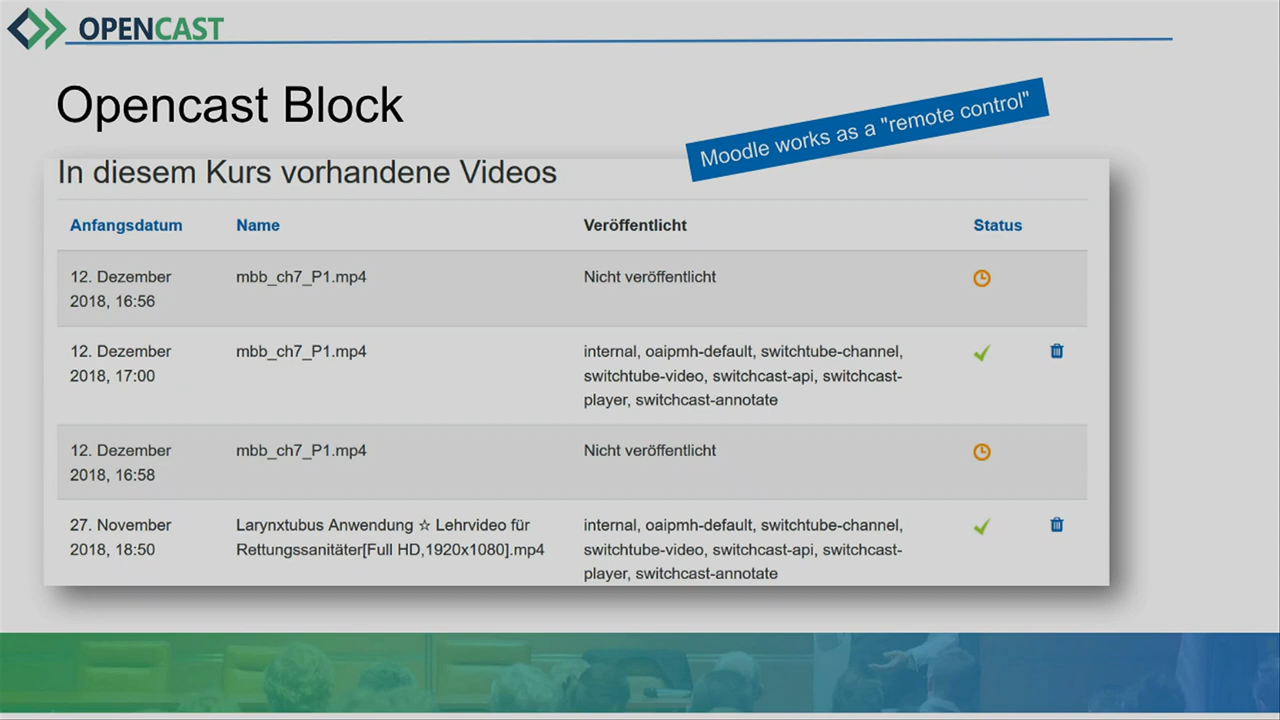 OPENCAST
Opencast Block
Moodle works as a "remote control"
In diesem Kurs vorhandene Videos
Anfangsdatum Name Veröffentlicht Status
12. Dezember mbb_ch7_P1.mp4 Nicht veröffentlicht
2018, 16:56
12. Dezember mbb_ch7_P1.mp4 internal, oaipmh-default, switchtube-channel,
2018, 17:00 switchtube-video, switchcast-api, switchcast-
player, switchcast-annotate
12. Dezember mbb_ch7_P1.mp4 Nicht veröffentlicht
2018, 16:58
27. November Larynxtubus Anwendung ☆ Lehrvideo für internal, oaipmh-default, switchtube-channel,
2018, 18:50 Rettungssanitäter[Full HD,1920x1080].mp4 switchtube-video, switchcast-api, switchcast-
player, switchcast-annotate